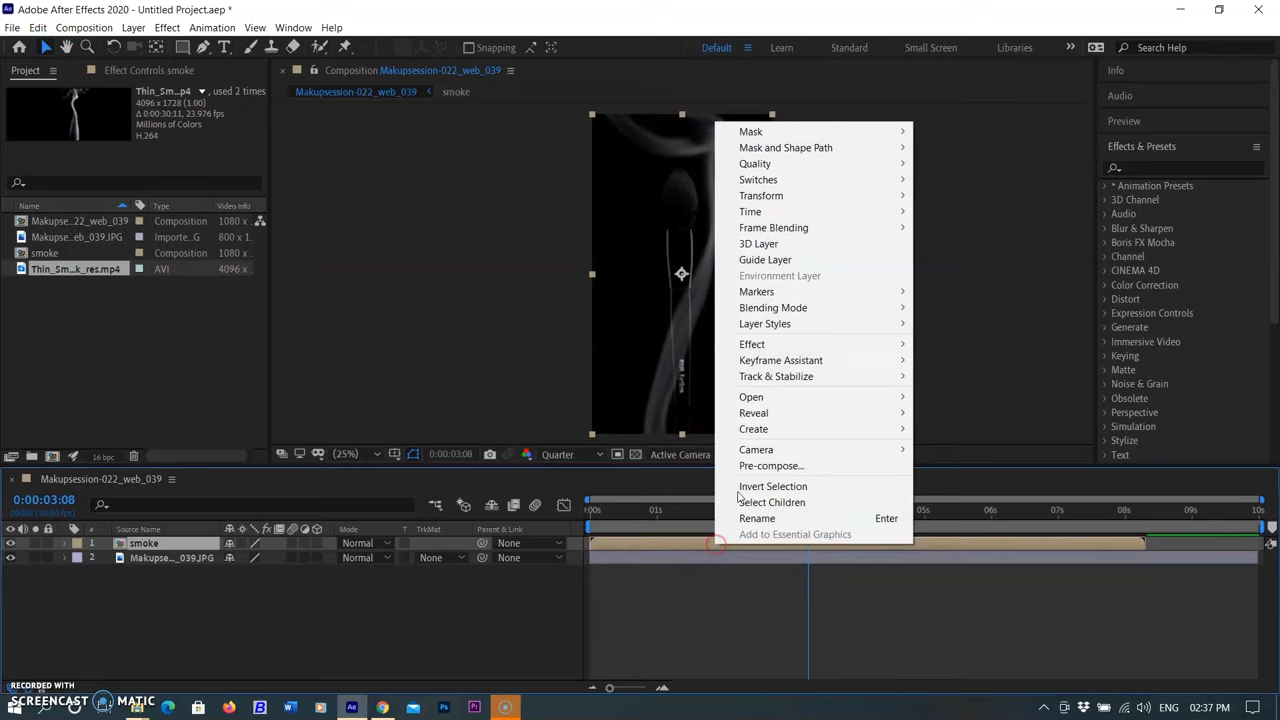 Adobe After Effects 2020 - Untitled Project.aep *
File Edit Composition Layer Effect Animation View Window Help
Snapping
Default Learn Standard Small Screen Libraries Search Help
Project Effect Controls smoke
Composition Makupsession-022_web_039
Makupsession-022_web_039 smoke
Thin_Sm...p4 , used 2 times
4096 x 1728 (1.00)
Δ 0:00:30:11, 23.976 fps
Millions of Colors
H.264
Name Type Video Info
Makupse...22_web_039 Composition 1080 x
Makupse...eb_039.JPG Importe...G 800 x 1
smoke Composition 1080 x
Thin_Sm...k_res.mp4 AVI 4096 x
16 bpc
Mask
Mask and Shape Path
Quality
Switches
Transform
Time
Frame Blending
3D Layer
Guide Layer
Environment Layer
Markers
Blending Mode
Layer Styles
Effect
Keyframe Assistant
Track & Stabilize
Open
Reveal
Create
Camera
Pre-compose...
Invert Selection
Select Children
Rename Enter
Add to Essential Graphics
Info
Audio
Preview
Effects & Presets
* Animation Presets
3D Channel
Audio
Blur & Sharpen
Boris FX Mocha
Channel
CINEMA 4D
Color Correction
Distort
Expression Controls
Generate
Immersive Video
Keying
Matte
Noise & Grain
Obsolete
Perspective
Simulation
Stylize
Text
(25%) 0:00:03:08 Quarter Active Camera
Makupsession-022_web_039
0:00:03:08
# Source Name Mode T TrkMat Parent & Link
1 smoke Normal None
2 Makupse..._039.JPG Normal None None
:00s 01s 05s 06s 07s 08s 09s 10s
RECORDED WITH
SCREENCAST MATIC
ENG 02:37 PM